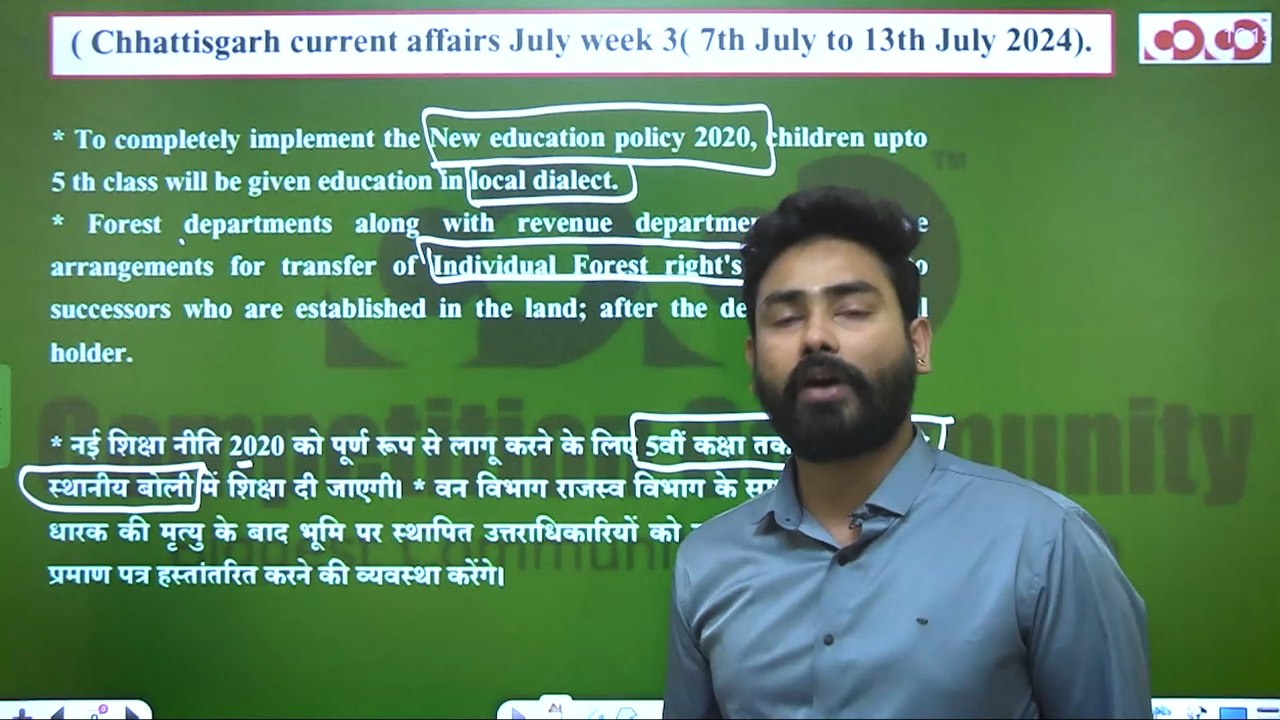 ( Chhattisgarh current affairs July week 3( 7th July to 13th July 2024).
* To completely implement the New education policy 2020, children upto
TM
5 th class will be given education in local dialect.
* Forest departments along with revenue
arrangements for transfer of 'Individual Forest right's
successors who are established in the land; after the
holder.
Competition Community
* नई शिक्षा नीति 2020 को पूर्ण रूप से लागू करने के लिए 5वीं कक्षा तक
स्थानीय बोली में शिक्षा दी जाएगी। * वन विभाग राजस्व विभाग के
धारक की मृत्यु के बाद भूमि पर स्थापित उत्तराधिकारियों को
प्रमाण पत्र हस्तांतरित करने की व्यवस्था करेंगे।